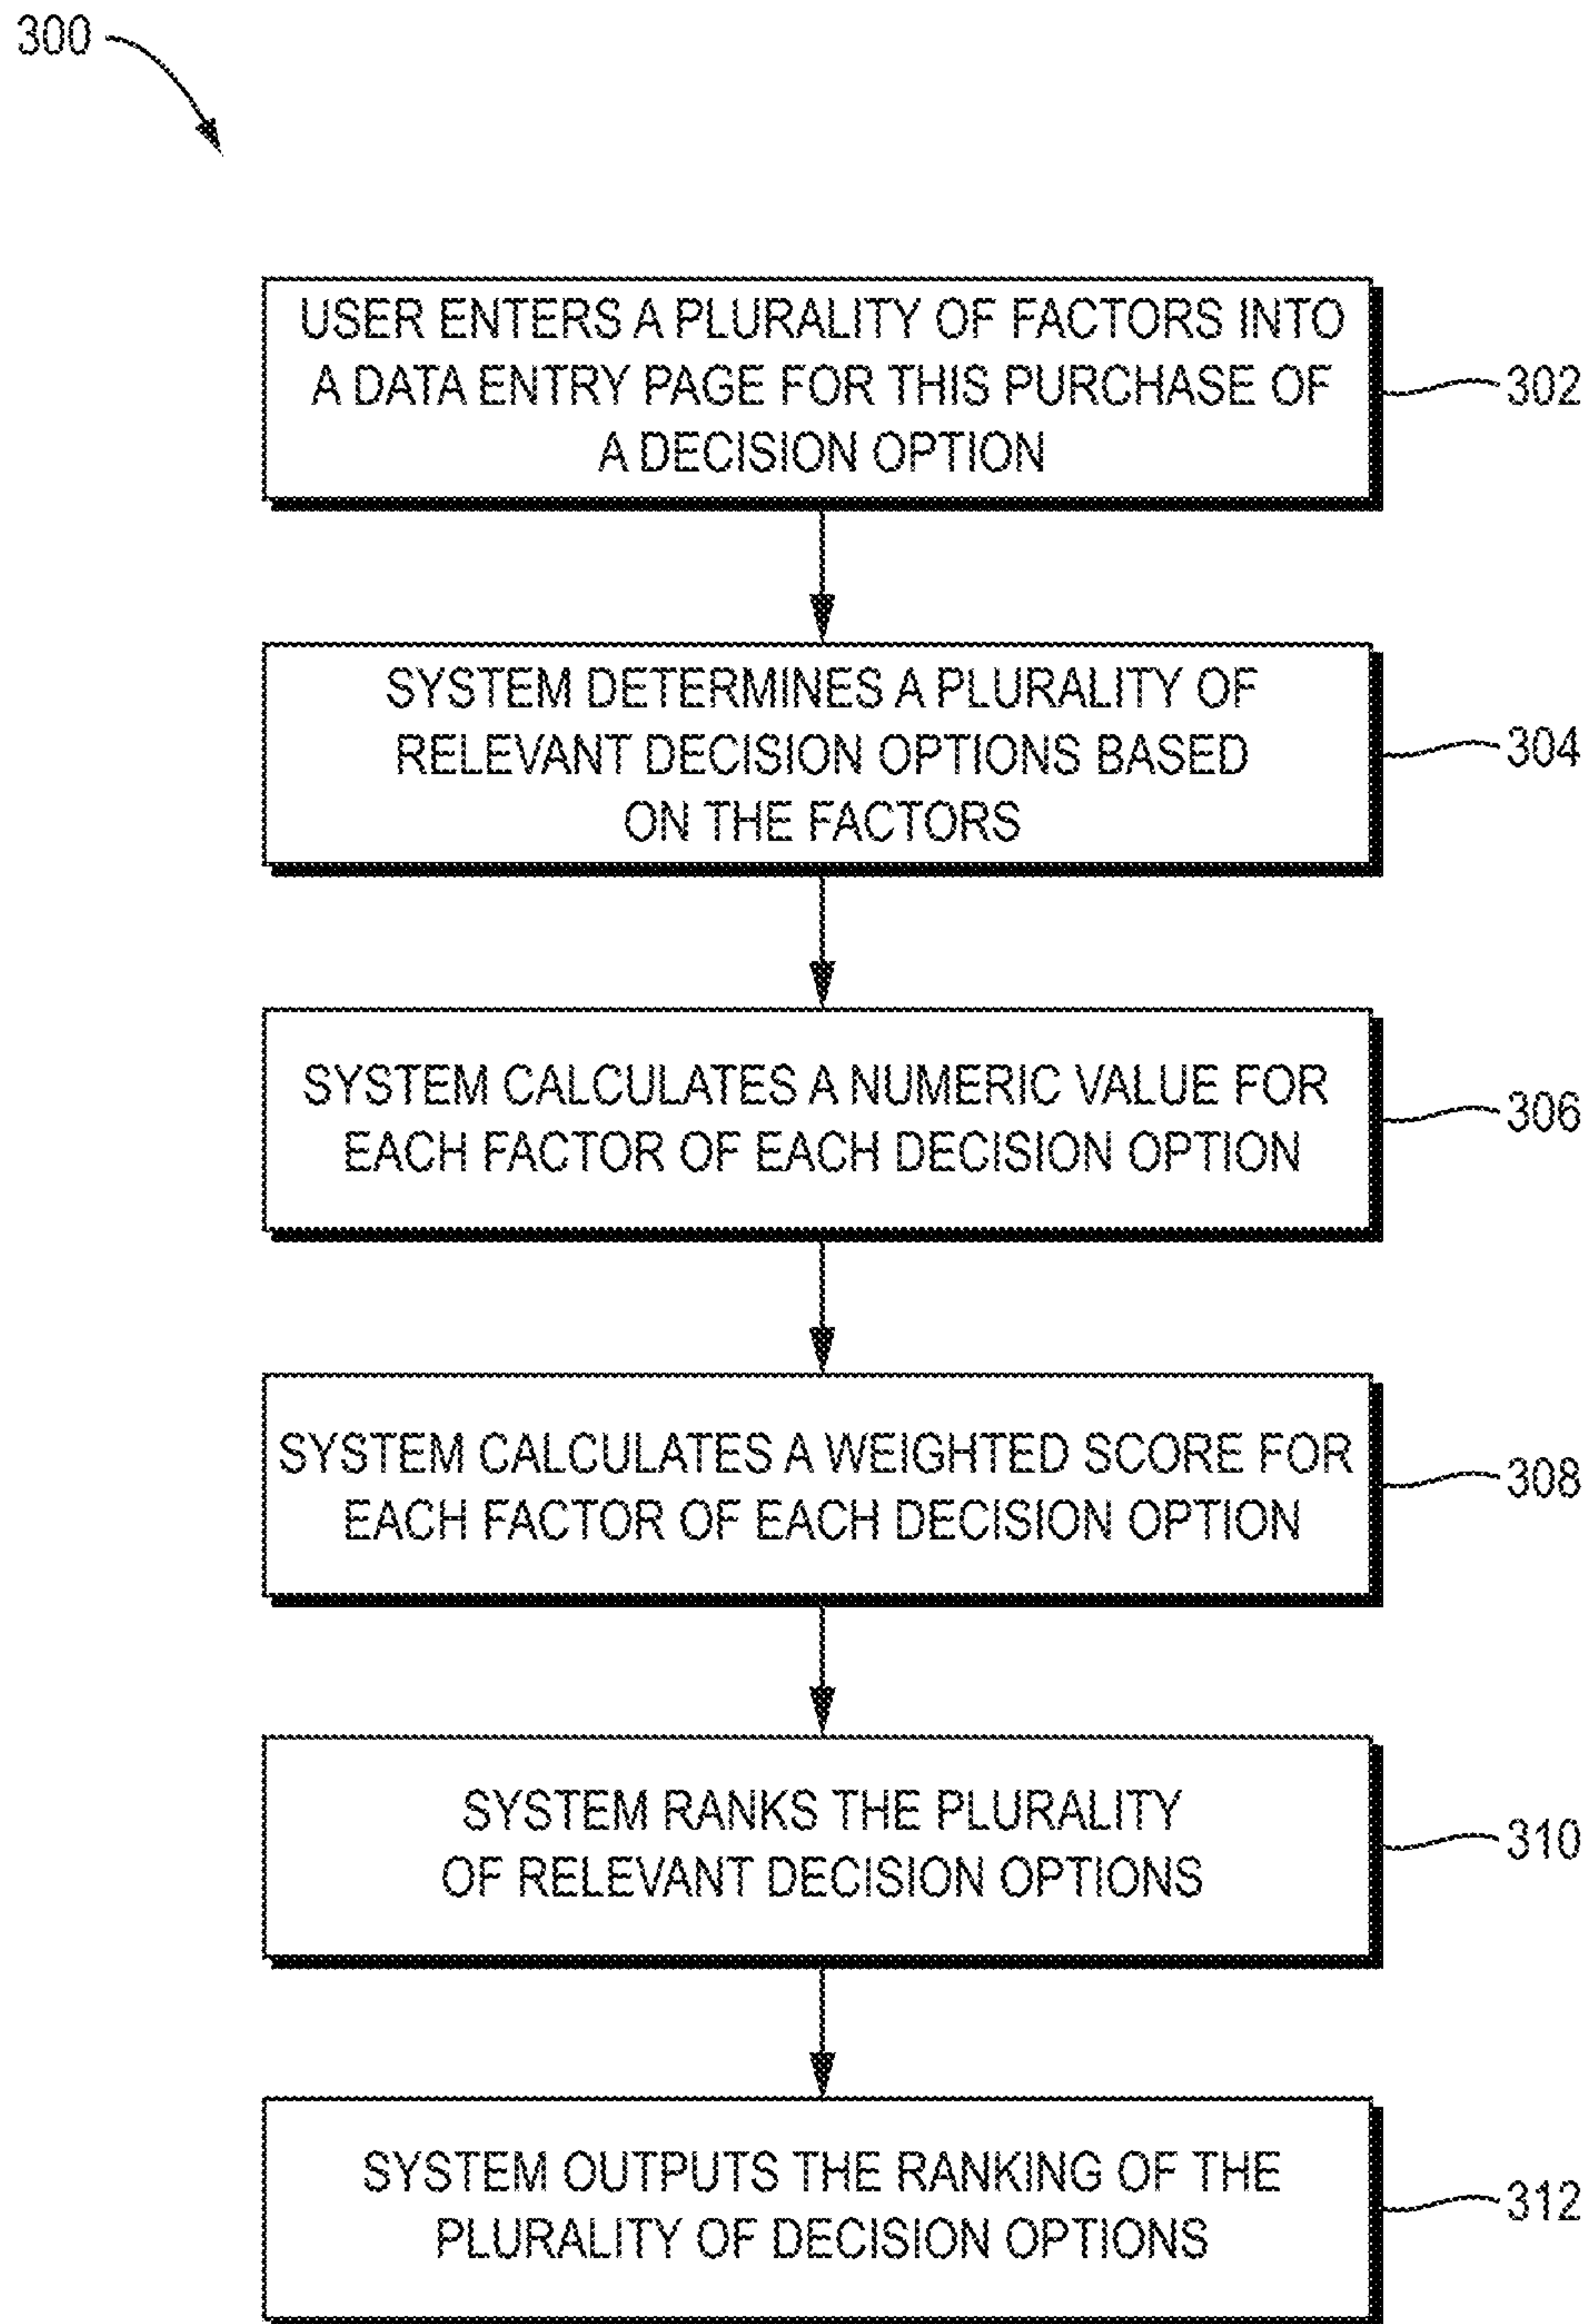 300
USER ENTERS A PLURALITY OF FACTORS INTO
A DATA ENTRY PAGE FOR THIS PURCHASE OF
A DECISION OPTION
302
SYSTEM DETERMINES A PLURALITY OF
RELEVANT DECISION OPTIONS BASED
ON THE FACTORS
304
SYSTEM CALCULATES A NUMERIC VALUE FOR
EACH FACTOR OF EACH DECISION OPTION
306
SYSTEM CALCULATES A WEIGHTED SCORE FOR
EACH FACTOR OF EACH DECISION OPTION
308
SYSTEM RANKS THE PLURALITY
OF RELEVANT DECISION OPTIONS
310
SYSTEM OUTPUTS THE RANKING OF THE
PLURALITY OF DECISION OPTIONS
312